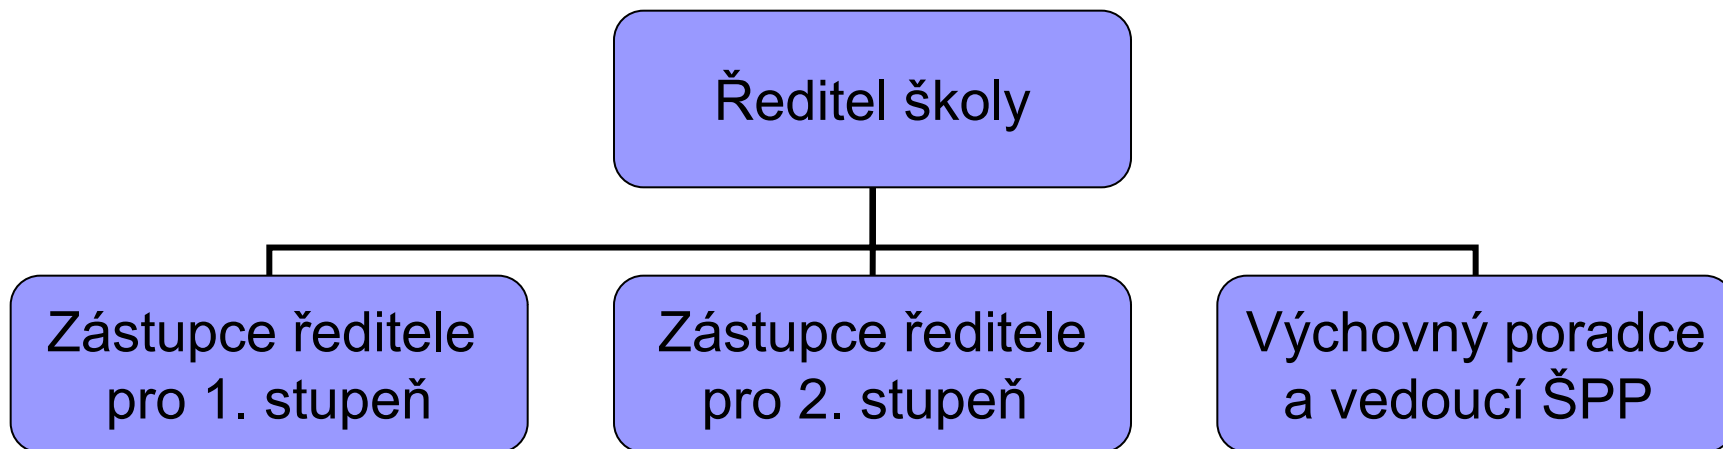 Ředitel školy
Zástupce ředitele
pro 1. stupeň
Zástupce ředitele
pro 2. stupeň
Výchovný poradce
a vedoucí ŠPP